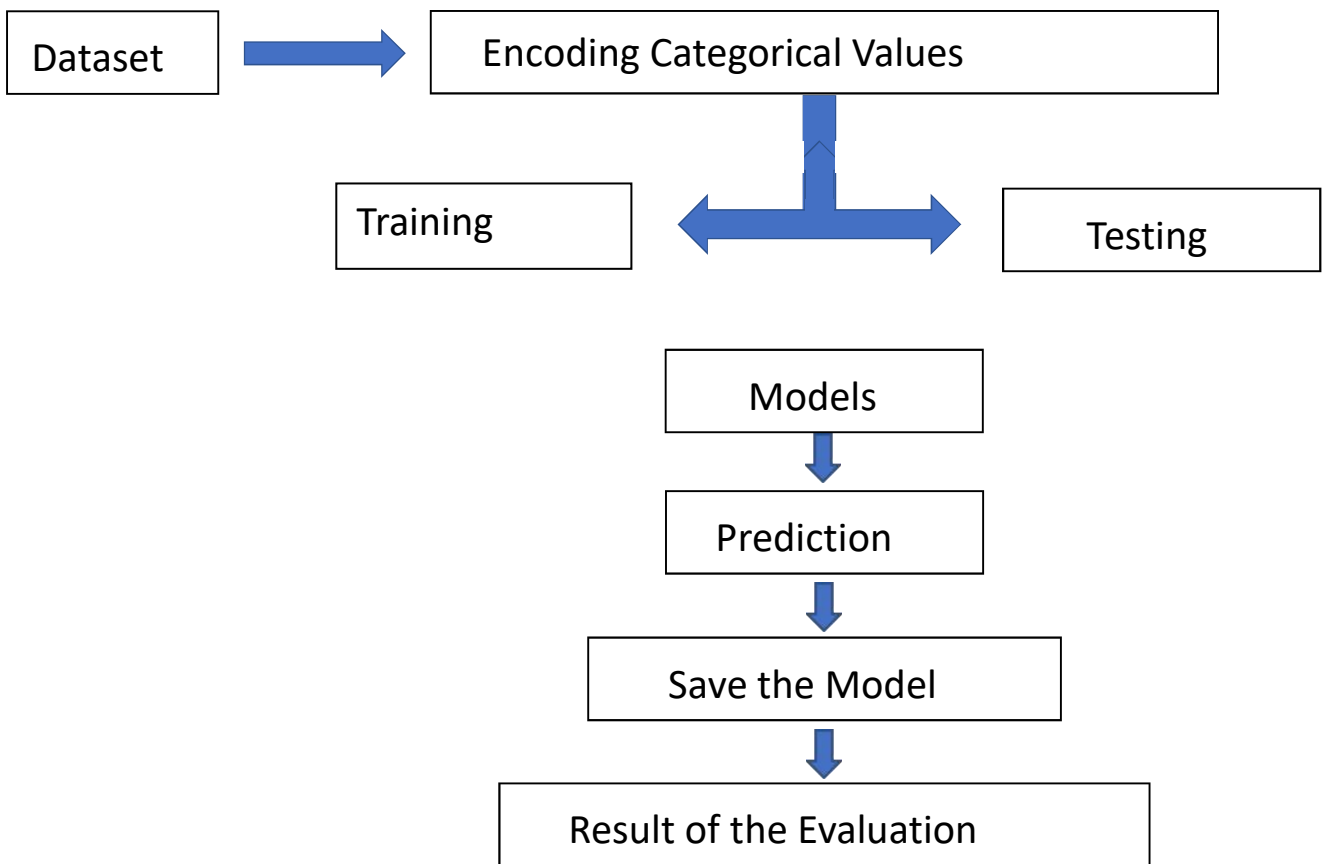 Dataset
Encoding Categorical Values
Training
Testing
Models
Prediction
Save the Model
Result of the Evaluation